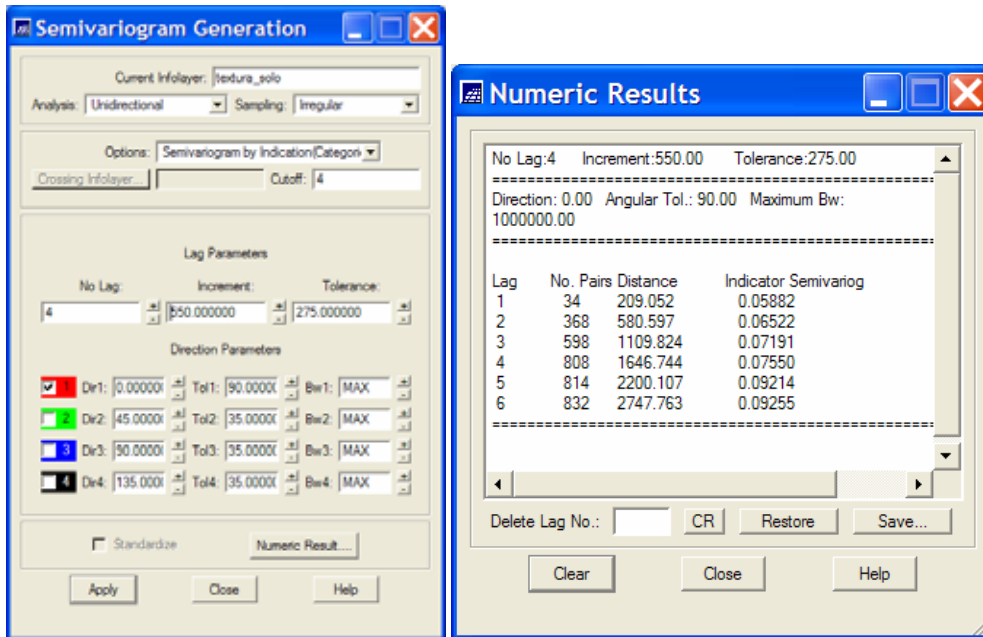 Semivariogram Generation
Current Infolayer: textura_solo
Analysis: Unidirectional Sampling: Irregular
Options: Semivariogram by Indication(Categori
Crossing Infolayer... Cutoff: 4
Lag Parameters
No Lag: Increment: Tolerance:
4 550.000000 275.000000
Direction Parameters
1 Dir1: 0.00000 Tol1: 90.0000 Bw1: MAX
2 Dir2: 45.0000 Tol2: 35.0000 Bw2: MAX
3 Dir3: 90.0000 Tol3: 35.0000 Bw3: MAX
4 Dir4: 135.000 Tol4: 35.0000 Bw4: MAX
Standardize Numeric Result....
Apply Close Help
Numeric Results
No Lag:4 Increment:550.00 Tolerance:275.00
==========================================
Direction: 0.00 Angular Tol.: 90.00 Maximum Bw:
1000000.00
==========================================
Lag No. Pairs Distance Indicator Semivariog
1 34 209.052 0.05882
2 368 580.597 0.06522
3 598 1109.824 0.07191
4 808 1646.744 0.07550
5 814 2200.107 0.09214
6 832 2747.763 0.09255
==========================================
Delete Lag No.: CR Restore Save...
Clear Close Help